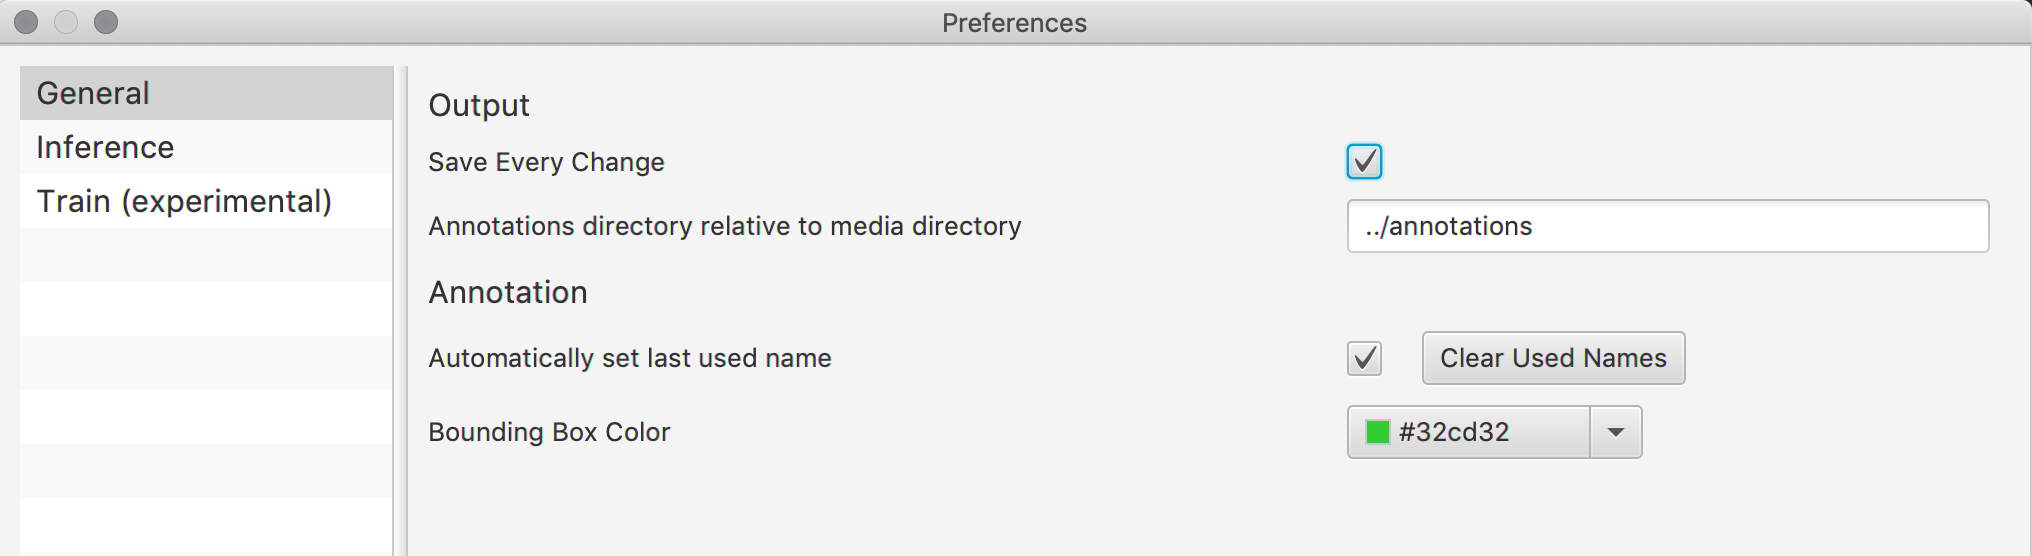 Preferences
General
Inference
Train (experimental)
Output
Save Every Change
Annotations directory relative to media directory
../annotations
Annotation
Automatically set last used name
Clear Used Names
Bounding Box Color
#32cd32